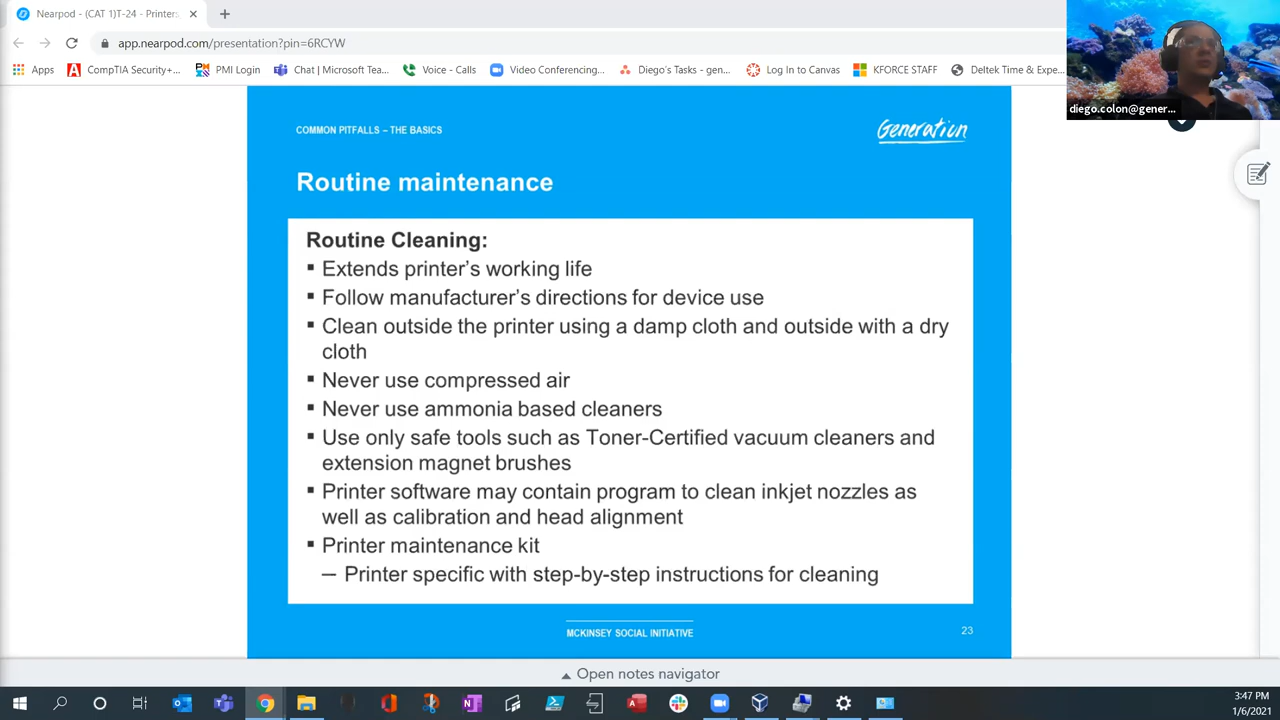 Nearpod - (CAT 1)T-24 - Printer
app.nearpod.com/presentation?pin=6RCYW
Apps CompTIA Security+... PMI Login Chat | Microsoft Tea... Voice - Calls Video Conferencing... Diego's Tasks - gen... Log In to Canvas KFORCE STAFF Deltek Time & Expe...
diego.colon@gener...
COMMON PITFALLS – THE BASICS
Generation
Routine maintenance
Routine Cleaning:
▪ Extends printer's working life
▪ Follow manufacturer's directions for device use
▪ Clean outside the printer using a damp cloth and outside with a dry
cloth
▪ Never use compressed air
▪ Never use ammonia based cleaners
▪ Use only safe tools such as Toner-Certified vacuum cleaners and
extension magnet brushes
▪ Printer software may contain program to clean inkjet nozzles as
well as calibration and head alignment
▪ Printer maintenance kit
– Printer specific with step-by-step instructions for cleaning
MCKINSEY SOCIAL INITIATIVE
23
Open notes navigator
3:47 PM
1/6/2021